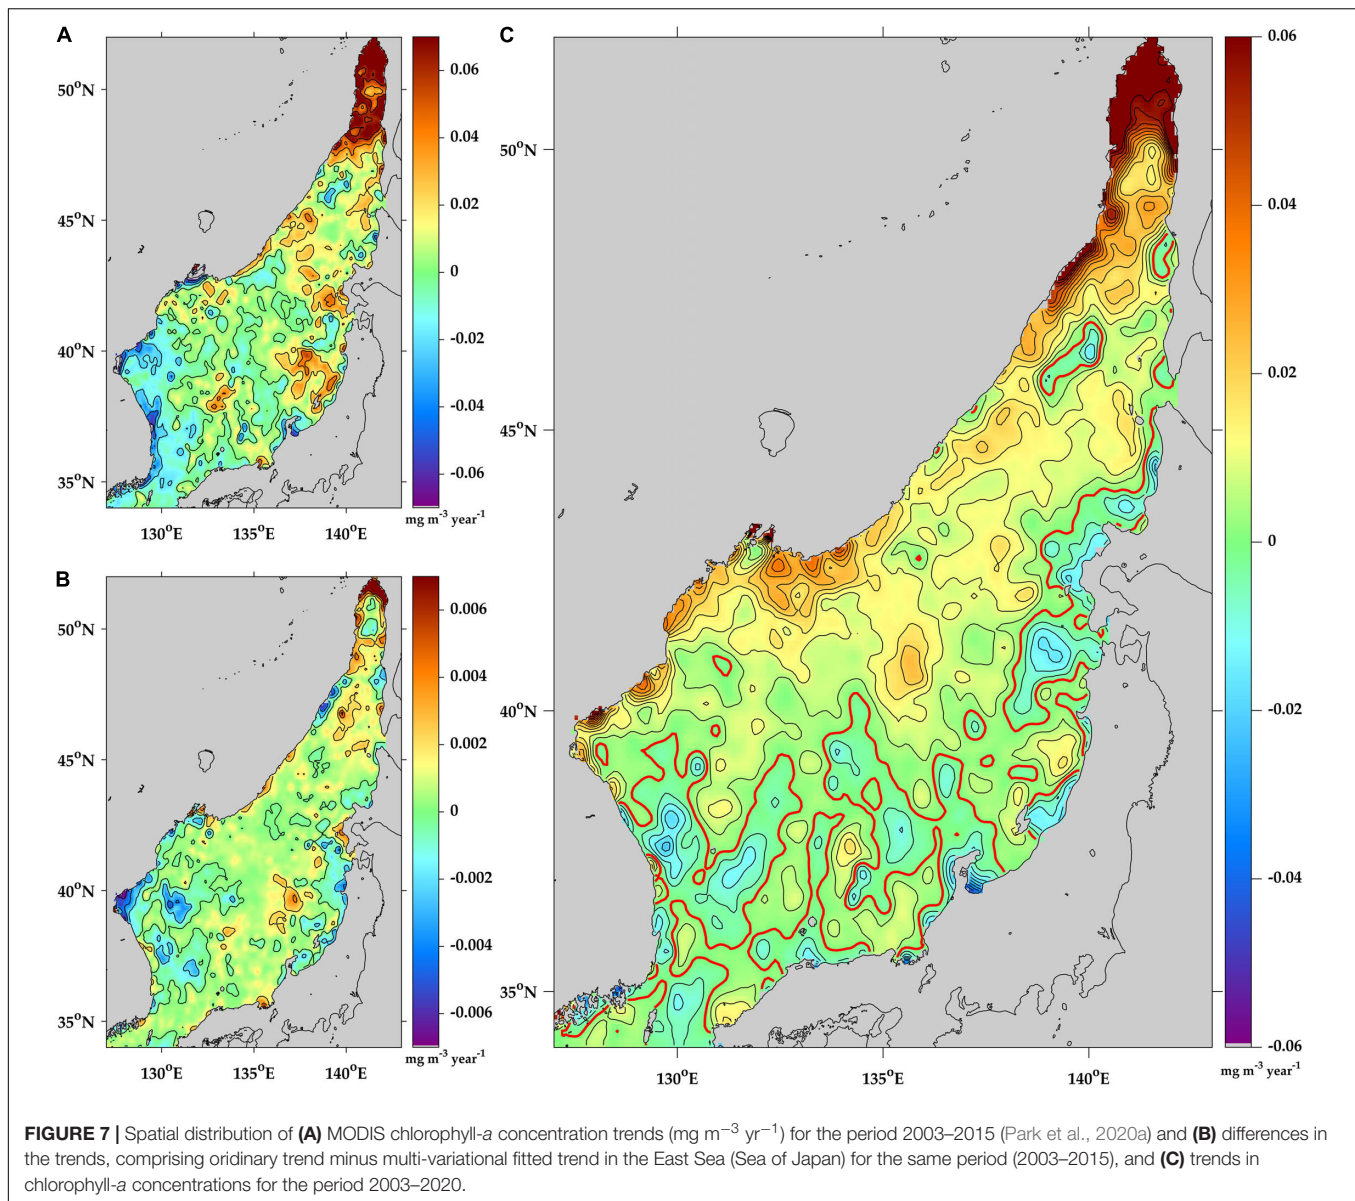 A
50°N
45°N
40°N
35°N
130°E
135°E
140°E
0.06
0.04
0.02
0
-0.02
-0.04
-0.06
mg m-3 year-1
B
50°N
45°N
40°N
35°N
130°E
135°E
140°E
0.006
0.004
0.002
0
-0.002
-0.004
-0.006
mg m-3 year-1
C
50°N
45°N
40°N
35°N
130°E
135°E
140°E
0.06
0.04
0.02
0
-0.02
-0.04
-0.06
mg m−3 year−1
FIGURE 7 | Spatial distribution of (A) MODIS chlorophyll-a concentration trends (mg m−3 yr−1) for the period 2003–2015 (Park et al., 2020a) and (B) differences in
the trends, comprising oridinary trend minus multi-variational fitted trend in the East Sea (Sea of Japan) for the same period (2003–2015), and (C) trends in
chlorophyll-a concentrations for the period 2003–2020.